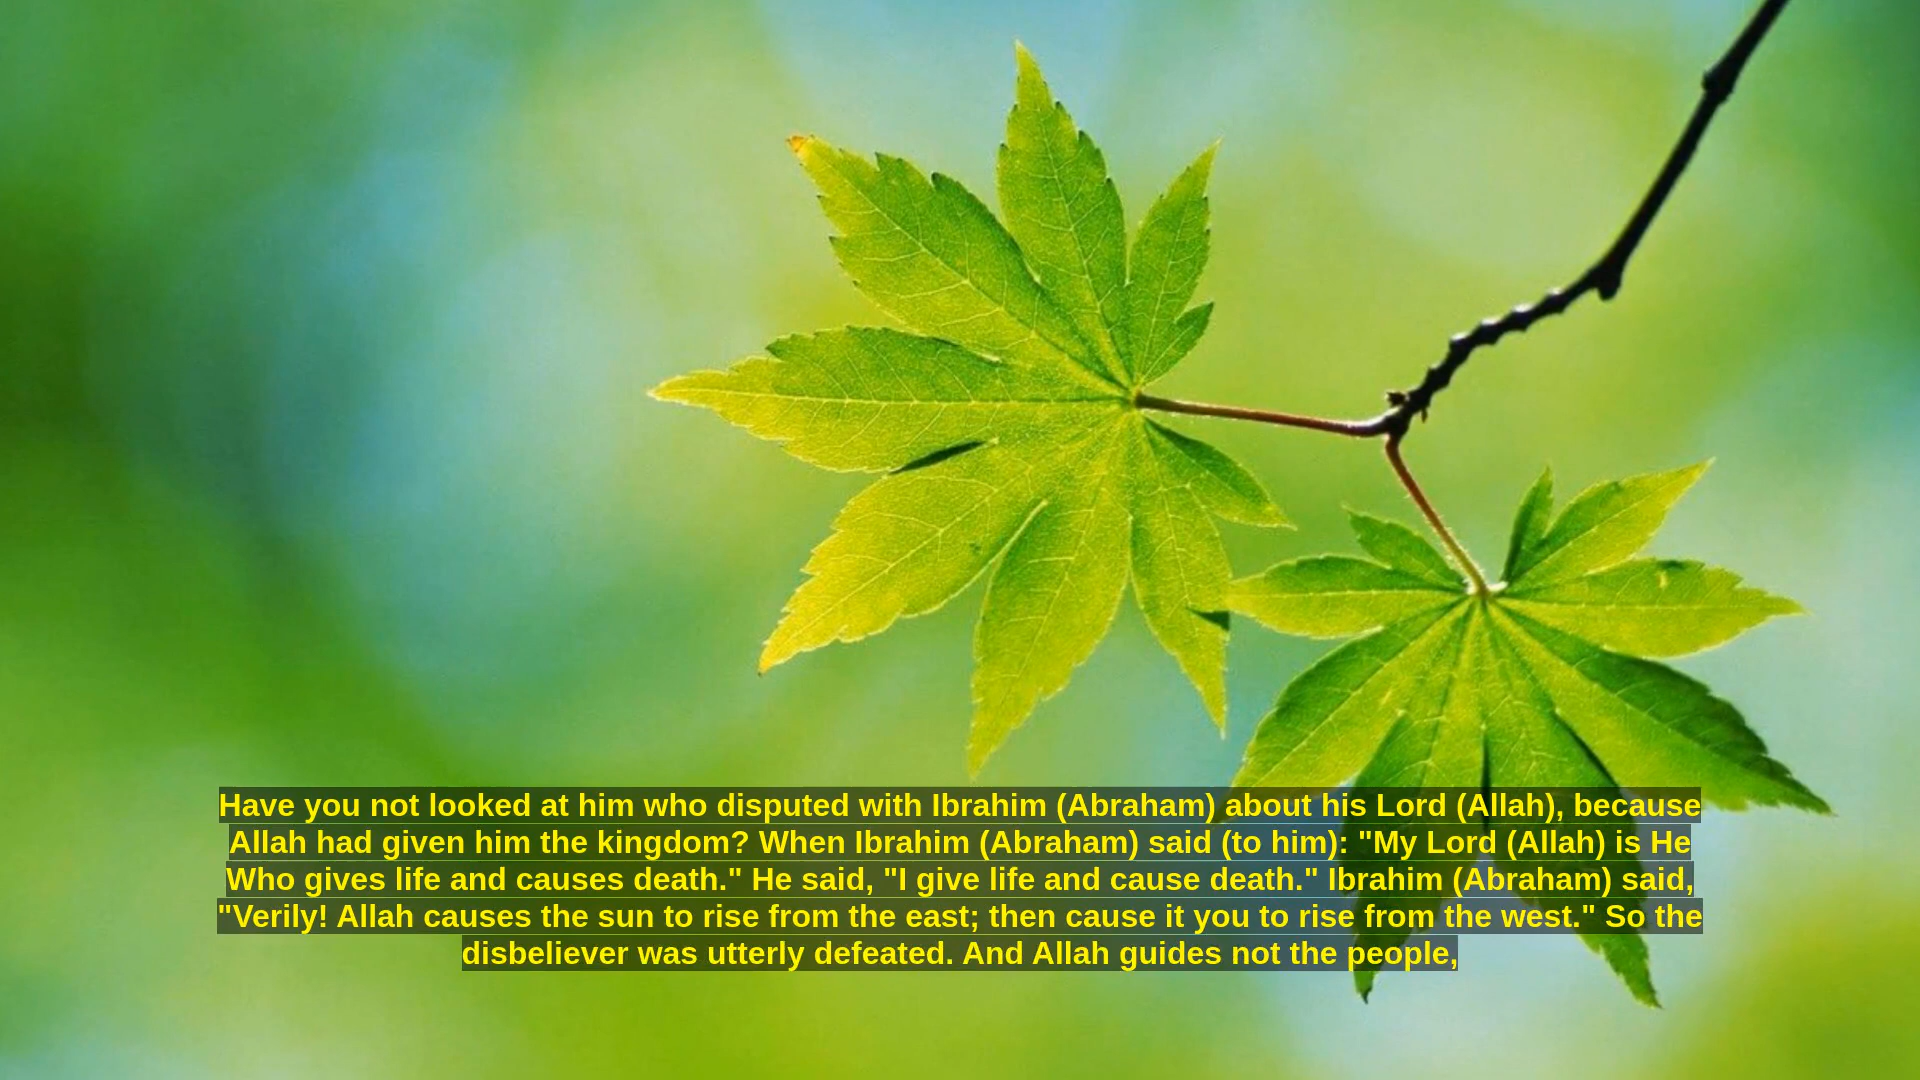 Have you not looked at him who disputed with Ibrahim (Abraham) about his Lord (Allah), because
Allah had given him the kingdom? When Ibrahim (Abraham) said (to him): "My Lord (Allah) is He
Who gives life and causes death." He said, "I give life and cause death." Ibrahim (Abraham) said,
"Verily! Allah causes the sun to rise from the east; then cause it you to rise from the west." So the
disbeliever was utterly defeated. And Allah guides not the people,